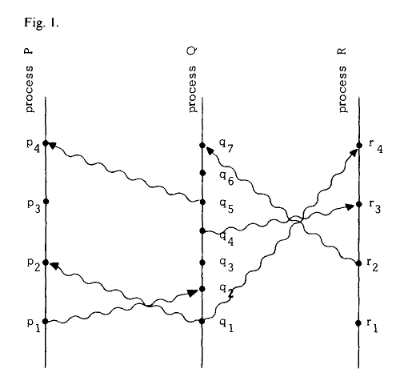 Fig. 1.
process P
process Q
process R
p4
q7
r4
q6
p3
q5
r3
q4
p2
q3
r2
q2
p1
q1
r1